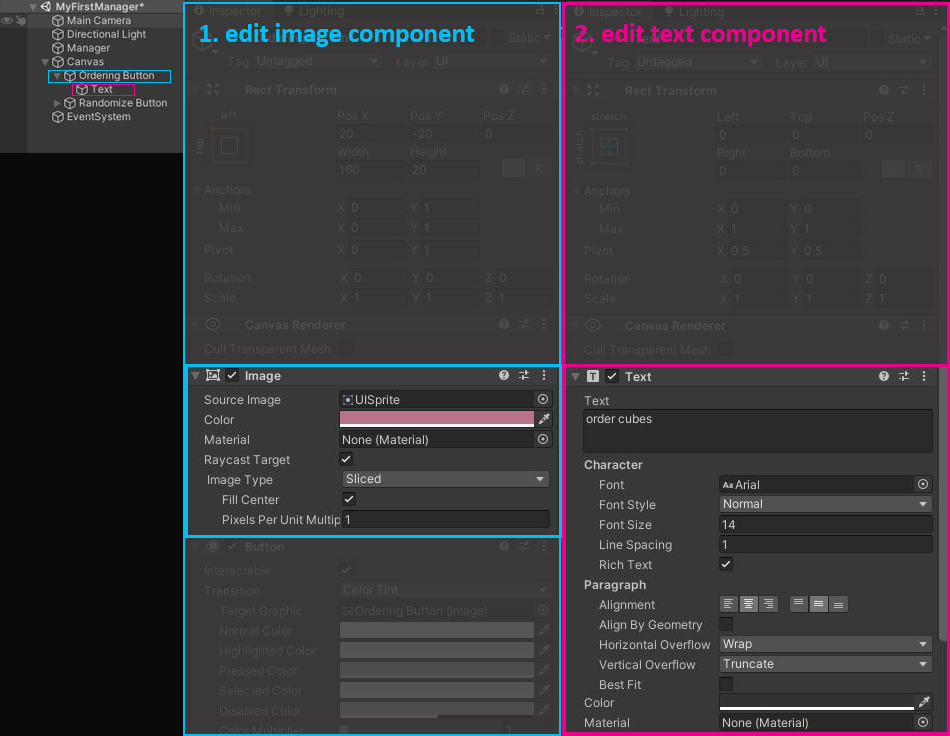 MyFirstManager*
Main Camera
Directional Light
Manager
Canvas
Ordering Button
Text
Randomize Button
EventSystem
Inspector Lighting
1. edit image component
Static
Tag Untagged Layer UI
Rect Transform
left
top
Pos X Pos Y Pos Z
20 -20 0
Width Height
160 20
R
Anchors
Min X 0 Y 1
Max X 0 Y 1
Pivot X 0 Y 1
Rotation X 0 Y 0 Z 0
Scale X 1 Y 1 Z 1
Canvas Renderer
Cull Transparent Mesh
Image
Source Image UISprite
Color
Material None (Material)
Raycast Target
Image Type Sliced
Fill Center
Pixels Per Unit Multip 1
Button
Interactable
Transition Color Tint
Target Graphic Ordering Button (Image)
Normal Color
Highlighted Color
Pressed Color
Selected Color
Disabled Color
Color Multiplier 1
Inspector Lighting
2. edit text component
Static
Tag Untagged Layer UI
Rect Transform
stretch
stretch
Left Top Pos Z
0 0 0
Right Bottom
0 0
R
Anchors
Min X 0 Y 0
Max X 1 Y 1
Pivot X 0.5 Y 0.5
Rotation X 0 Y 0 Z 0
Scale X 1 Y 1 Z 1
Canvas Renderer
Cull Transparent Mesh
T Text
Text
order cubes
Character
Font Aa Arial
Font Style Normal
Font Size 14
Line Spacing 1
Rich Text
Paragraph
Alignment
Align By Geometry
Horizontal Overflow Wrap
Vertical Overflow Truncate
Best Fit
Color
Material None (Material)